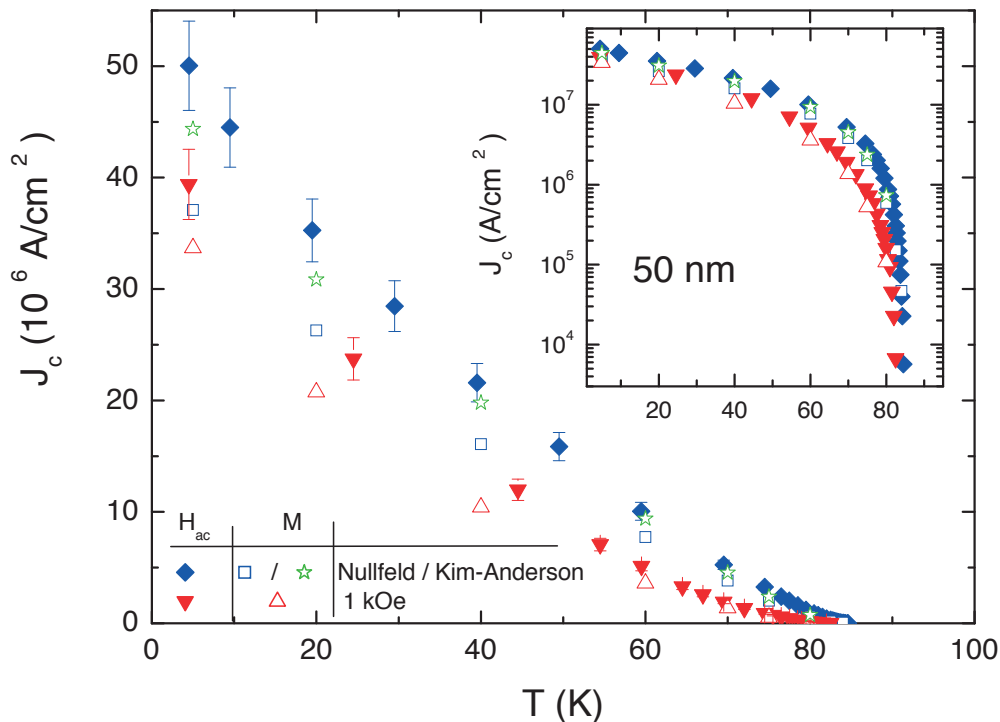 50
40
30
20
10
0
J_c (10^6 A/cm^2)
0 20 40 60 80 100
T (K)
10^7
10^6
10^5
10^4
J_c (A/cm^2)
50 nm
20 40 60 80
H_ac M
/ Nullfeld / Kim-Anderson
1 kOe